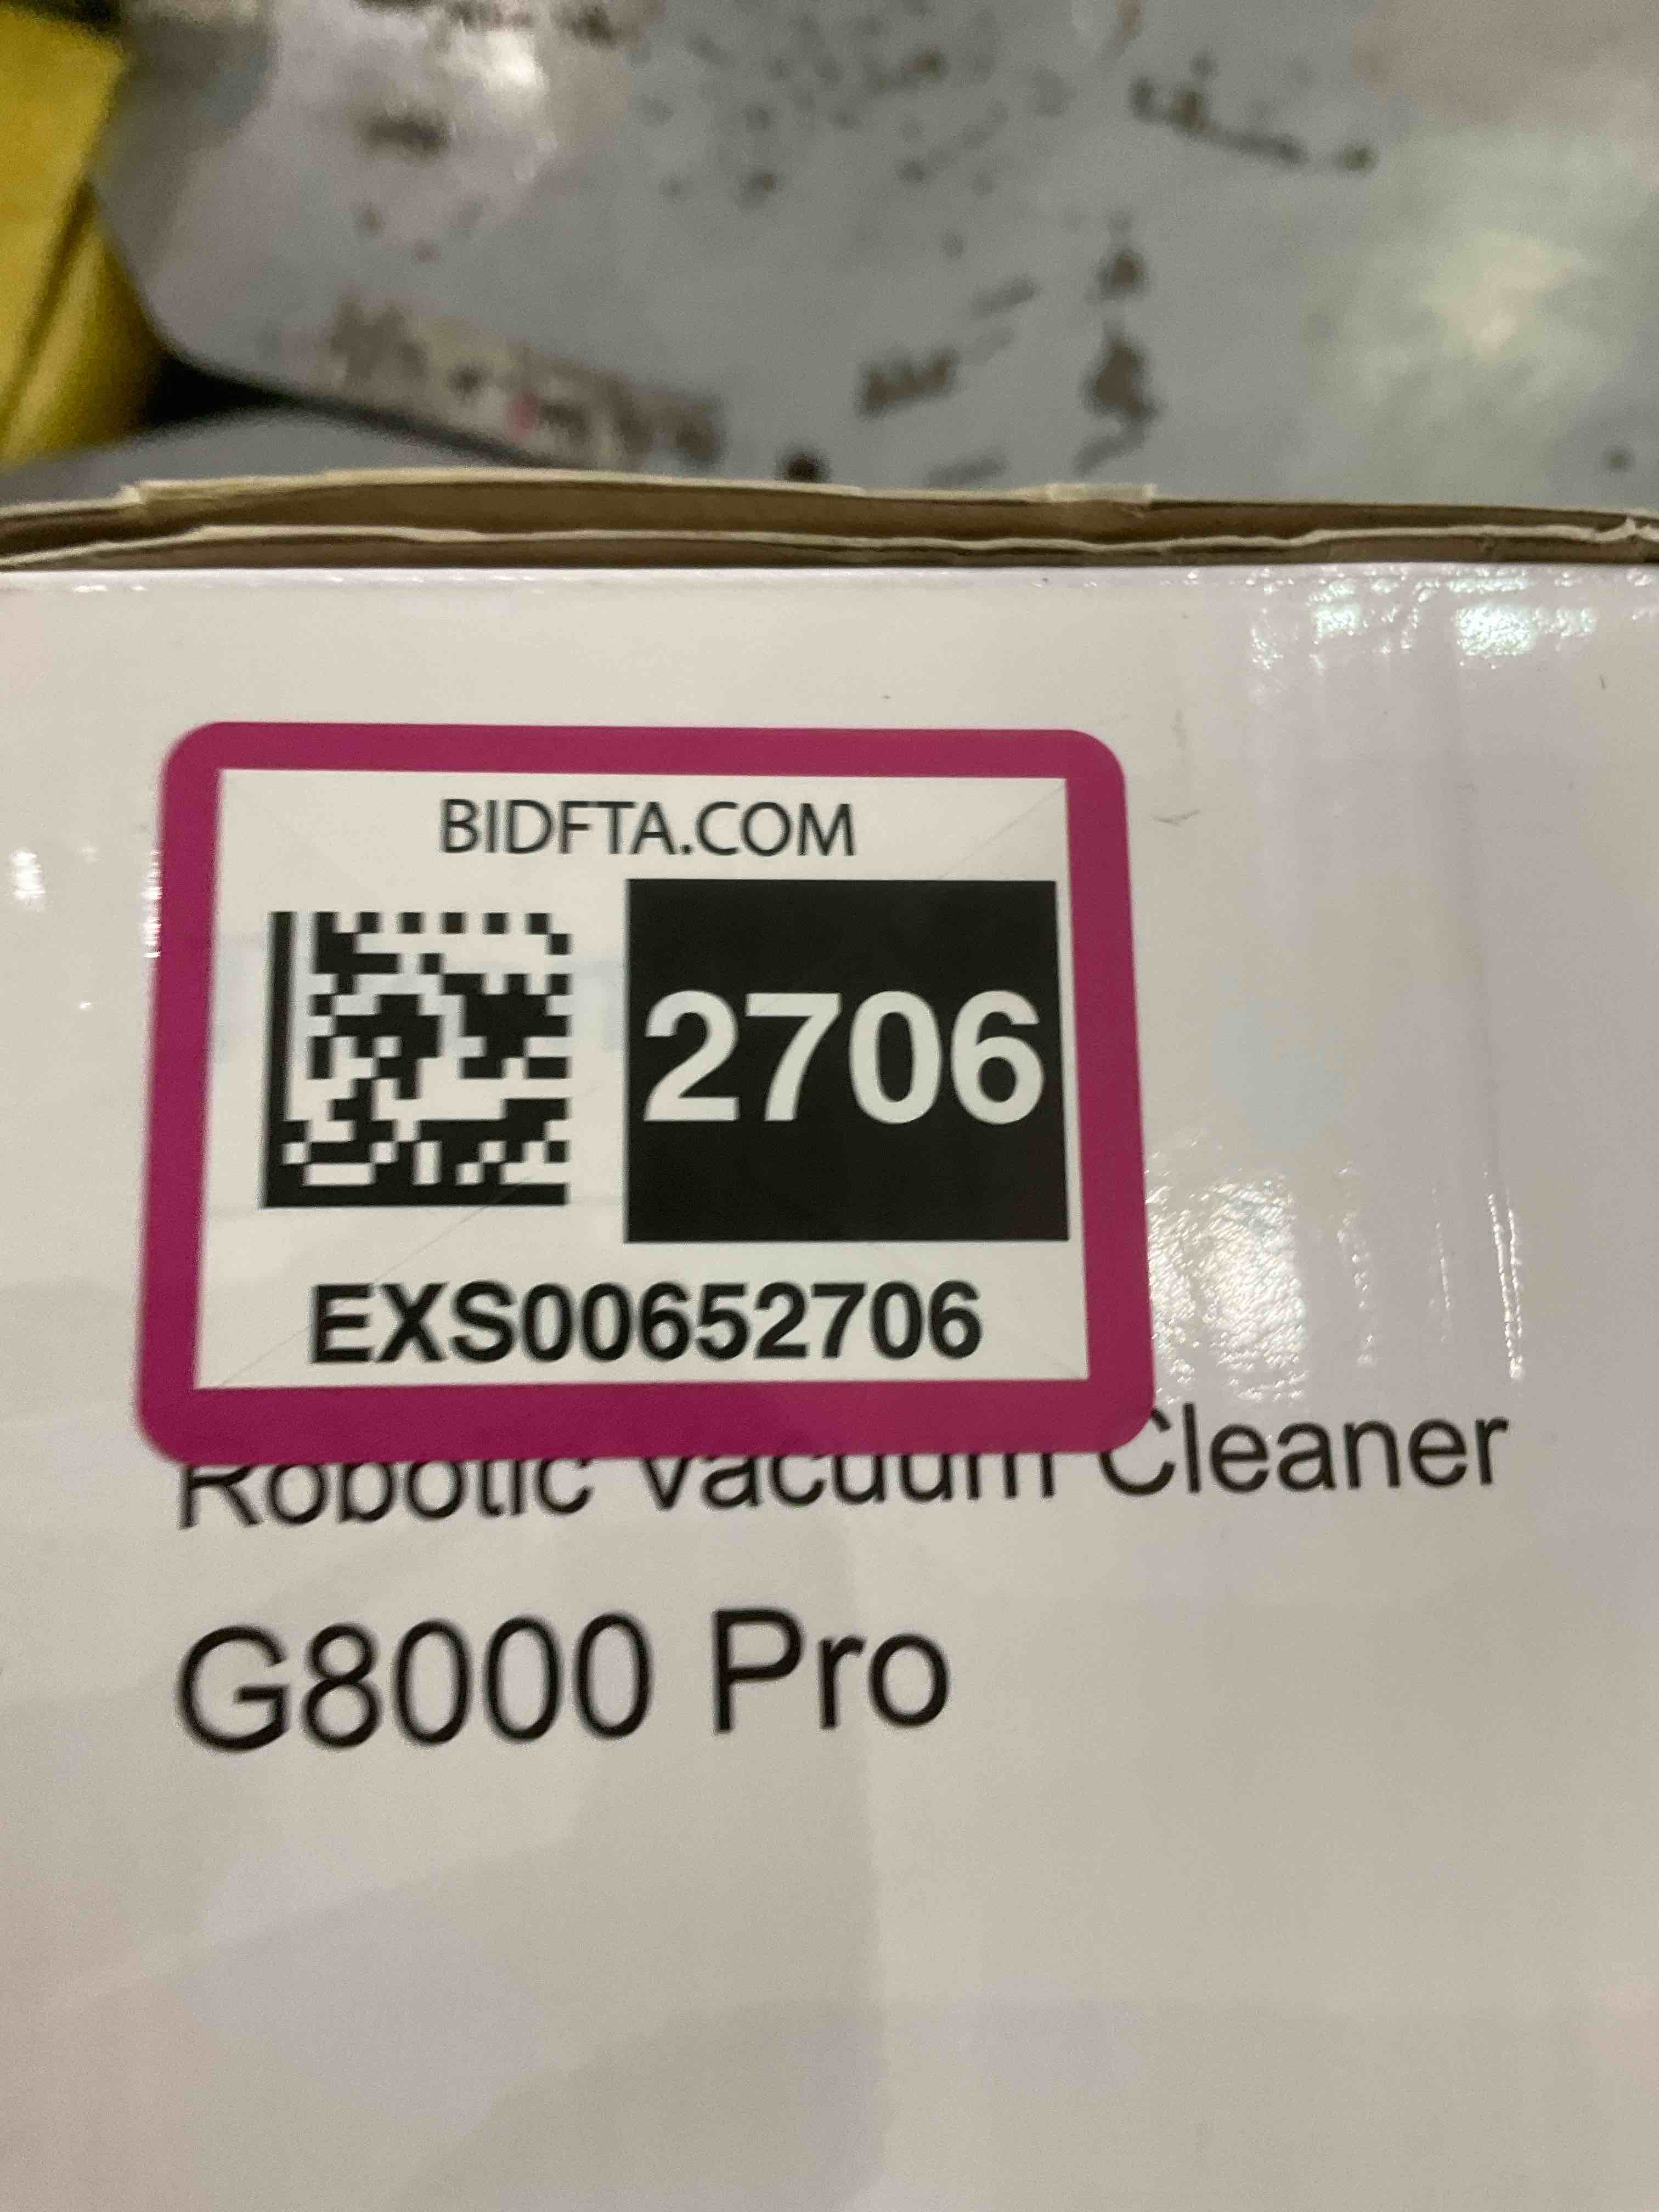 BIDFTA.COM
2706
EXS00652706
Robotic Vacuum Cleaner
G8000 Pro